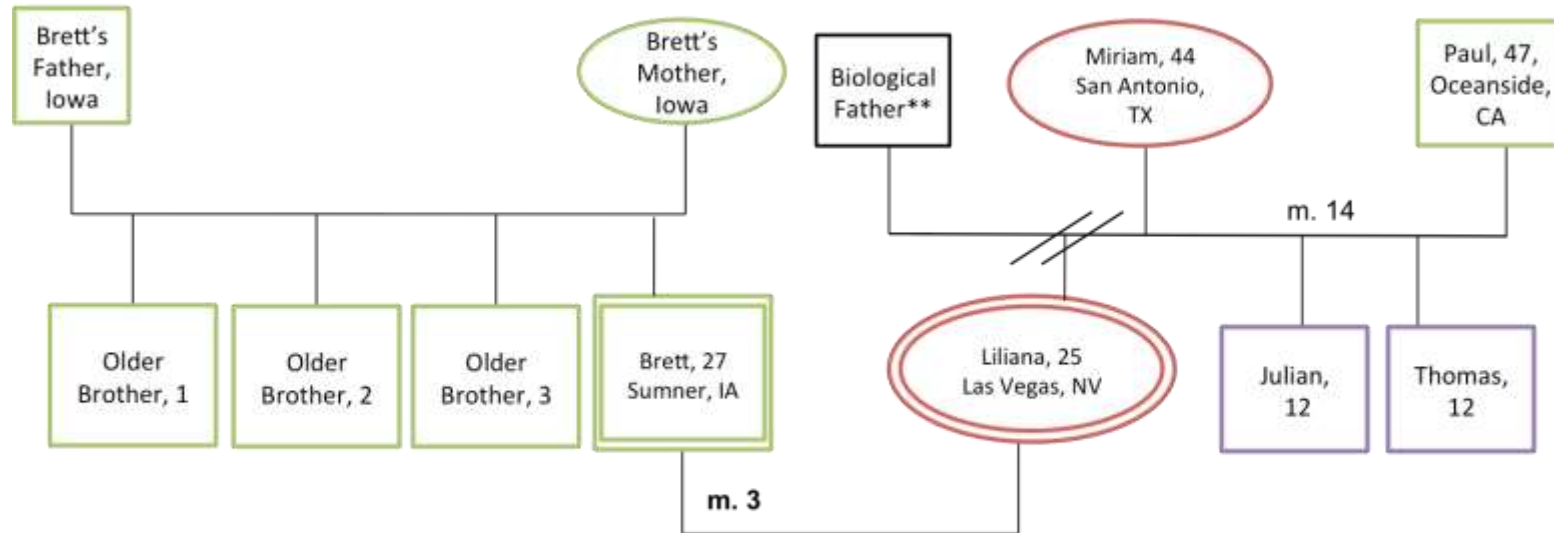 Brett's
Father,
Iowa
Brett's
Mother,
Iowa
Biological
Father**
Miriam, 44
San Antonio,
TX
Paul, 47,
Oceanside,
CA
m. 14
Older
Brother, 1
Older
Brother, 2
Older
Brother, 3
Brett, 27
Sumner, IA
Liliana, 25
Las Vegas, NV
Julian,
12
Thomas,
12
m. 3